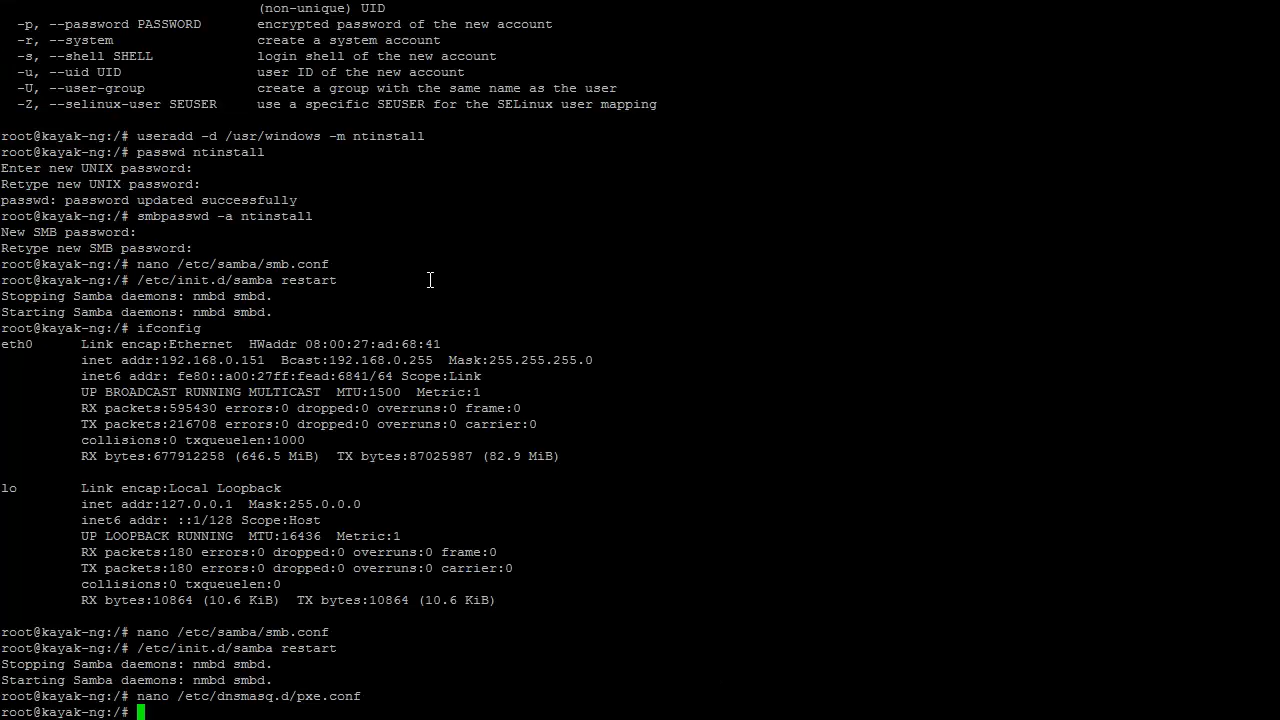 (non-unique) UID
-p, --password PASSWORD       encrypted password of the new account
-r, --system                  create a system account
-s, --shell SHELL             login shell of the new account
-u, --uid UID                 user ID of the new account
-U, --user-group              create a group with the same name as the user
-Z, --selinux-user SEUSER     use a specific SEUSER for the SELinux user mapping
root@kayak-ng:/# useradd -d /usr/windows -m ntinstall
root@kayak-ng:/# passwd ntinstall
Enter new UNIX password:
Retype new UNIX password:
passwd: password updated successfully
root@kayak-ng:/# smbpasswd -a ntinstall
New SMB password:
Retype new SMB password:
root@kayak-ng:/# nano /etc/samba/smb.conf
root@kayak-ng:/# /etc/init.d/samba restart
Stopping Samba daemons: nmbd smbd.
Starting Samba daemons: nmbd smbd.
root@kayak-ng:/# ifconfig
eth0      Link encap:Ethernet  HWaddr 08:00:27:ad:68:41
inet addr:192.168.0.151  Bcast:192.168.0.255  Mask:255.255.255.0
inet6 addr: fe80::a00:27ff:fead:6841/64 Scope:Link
UP BROADCAST RUNNING MULTICAST  MTU:1500  Metric:1
RX packets:595430 errors:0 dropped:0 overruns:0 frame:0
TX packets:216708 errors:0 dropped:0 overruns:0 carrier:0
collisions:0 txqueuelen:1000
RX bytes:677912258 (646.5 MiB)  TX bytes:87025987 (82.9 MiB)
lo        Link encap:Local Loopback
inet addr:127.0.0.1  Mask:255.0.0.0
inet6 addr: ::1/128 Scope:Host
UP LOOPBACK RUNNING  MTU:16436  Metric:1
RX packets:180 errors:0 dropped:0 overruns:0 frame:0
TX packets:180 errors:0 dropped:0 overruns:0 carrier:0
collisions:0 txqueuelen:0
RX bytes:10864 (10.6 KiB)  TX bytes:10864 (10.6 KiB)
root@kayak-ng:/# nano /etc/samba/smb.conf
root@kayak-ng:/# /etc/init.d/samba restart
Stopping Samba daemons: nmbd smbd.
Starting Samba daemons: nmbd smbd.
root@kayak-ng:/# nano /etc/dnsmasq.d/pxe.conf
root@kayak-ng:/#